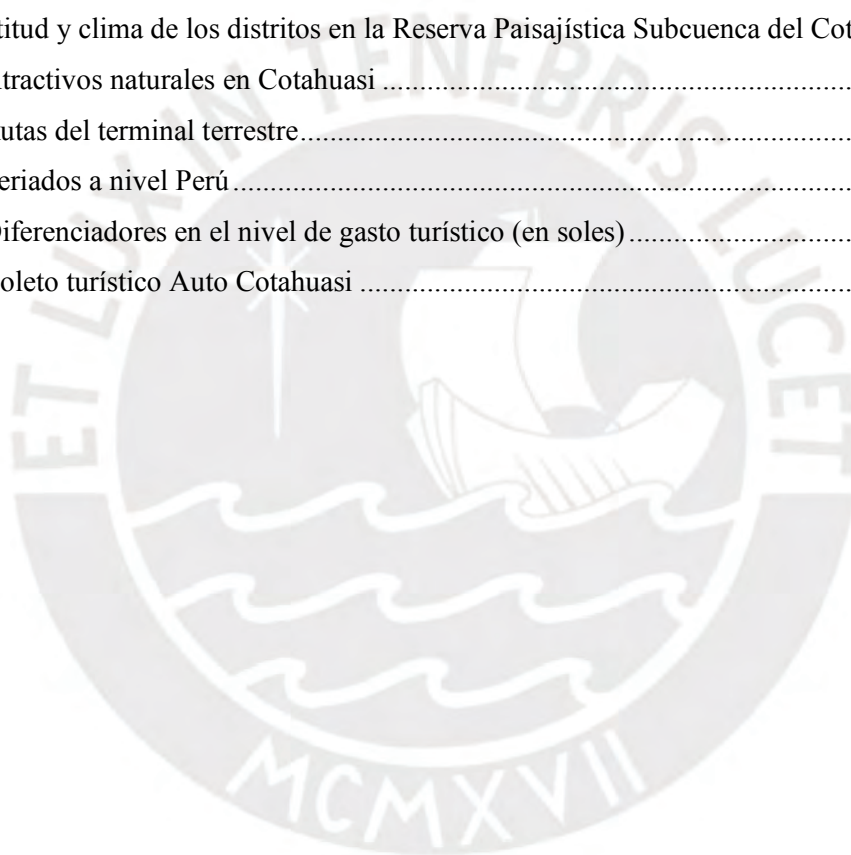 titud y clima de los distritos en la Reserva Paisajística Subcuenca del Cot
tractivos naturales en Cotahuasi ..........................................................................
utas del terminal terrestre......................................................................................
eriados a nivel Perú................................................................................................
Diferenciadores en el nivel de gasto turístico (en soles)...................................
oleto turístico Auto Cotahuasi .............................................................................
ET LUX IN TENEBRIS LUCET
MCMXVII